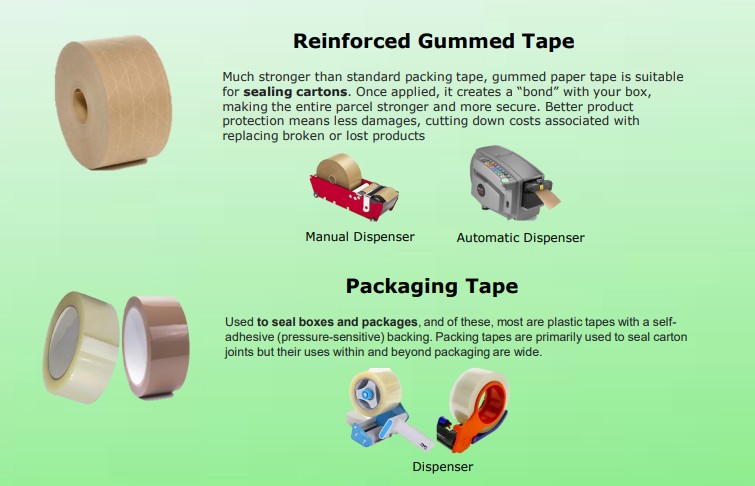 Reinforced Gummed Tape
Much stronger than standard packing tape, gummed paper tape is suitable
for sealing cartons. Once applied, it creates a “bond” with your box,
making the entire parcel stronger and more secure. Better product
protection means less damages, cutting down costs associated with
replacing broken or lost products
Manual Dispenser
Automatic Dispenser
Packaging Tape
Used to seal boxes and packages, and of these, most are plastic tapes with a self-
adhesive (pressure-sensitive) backing. Packing tapes are primarily used to seal carton
joints but their uses within and beyond packaging are wide.
Dispenser